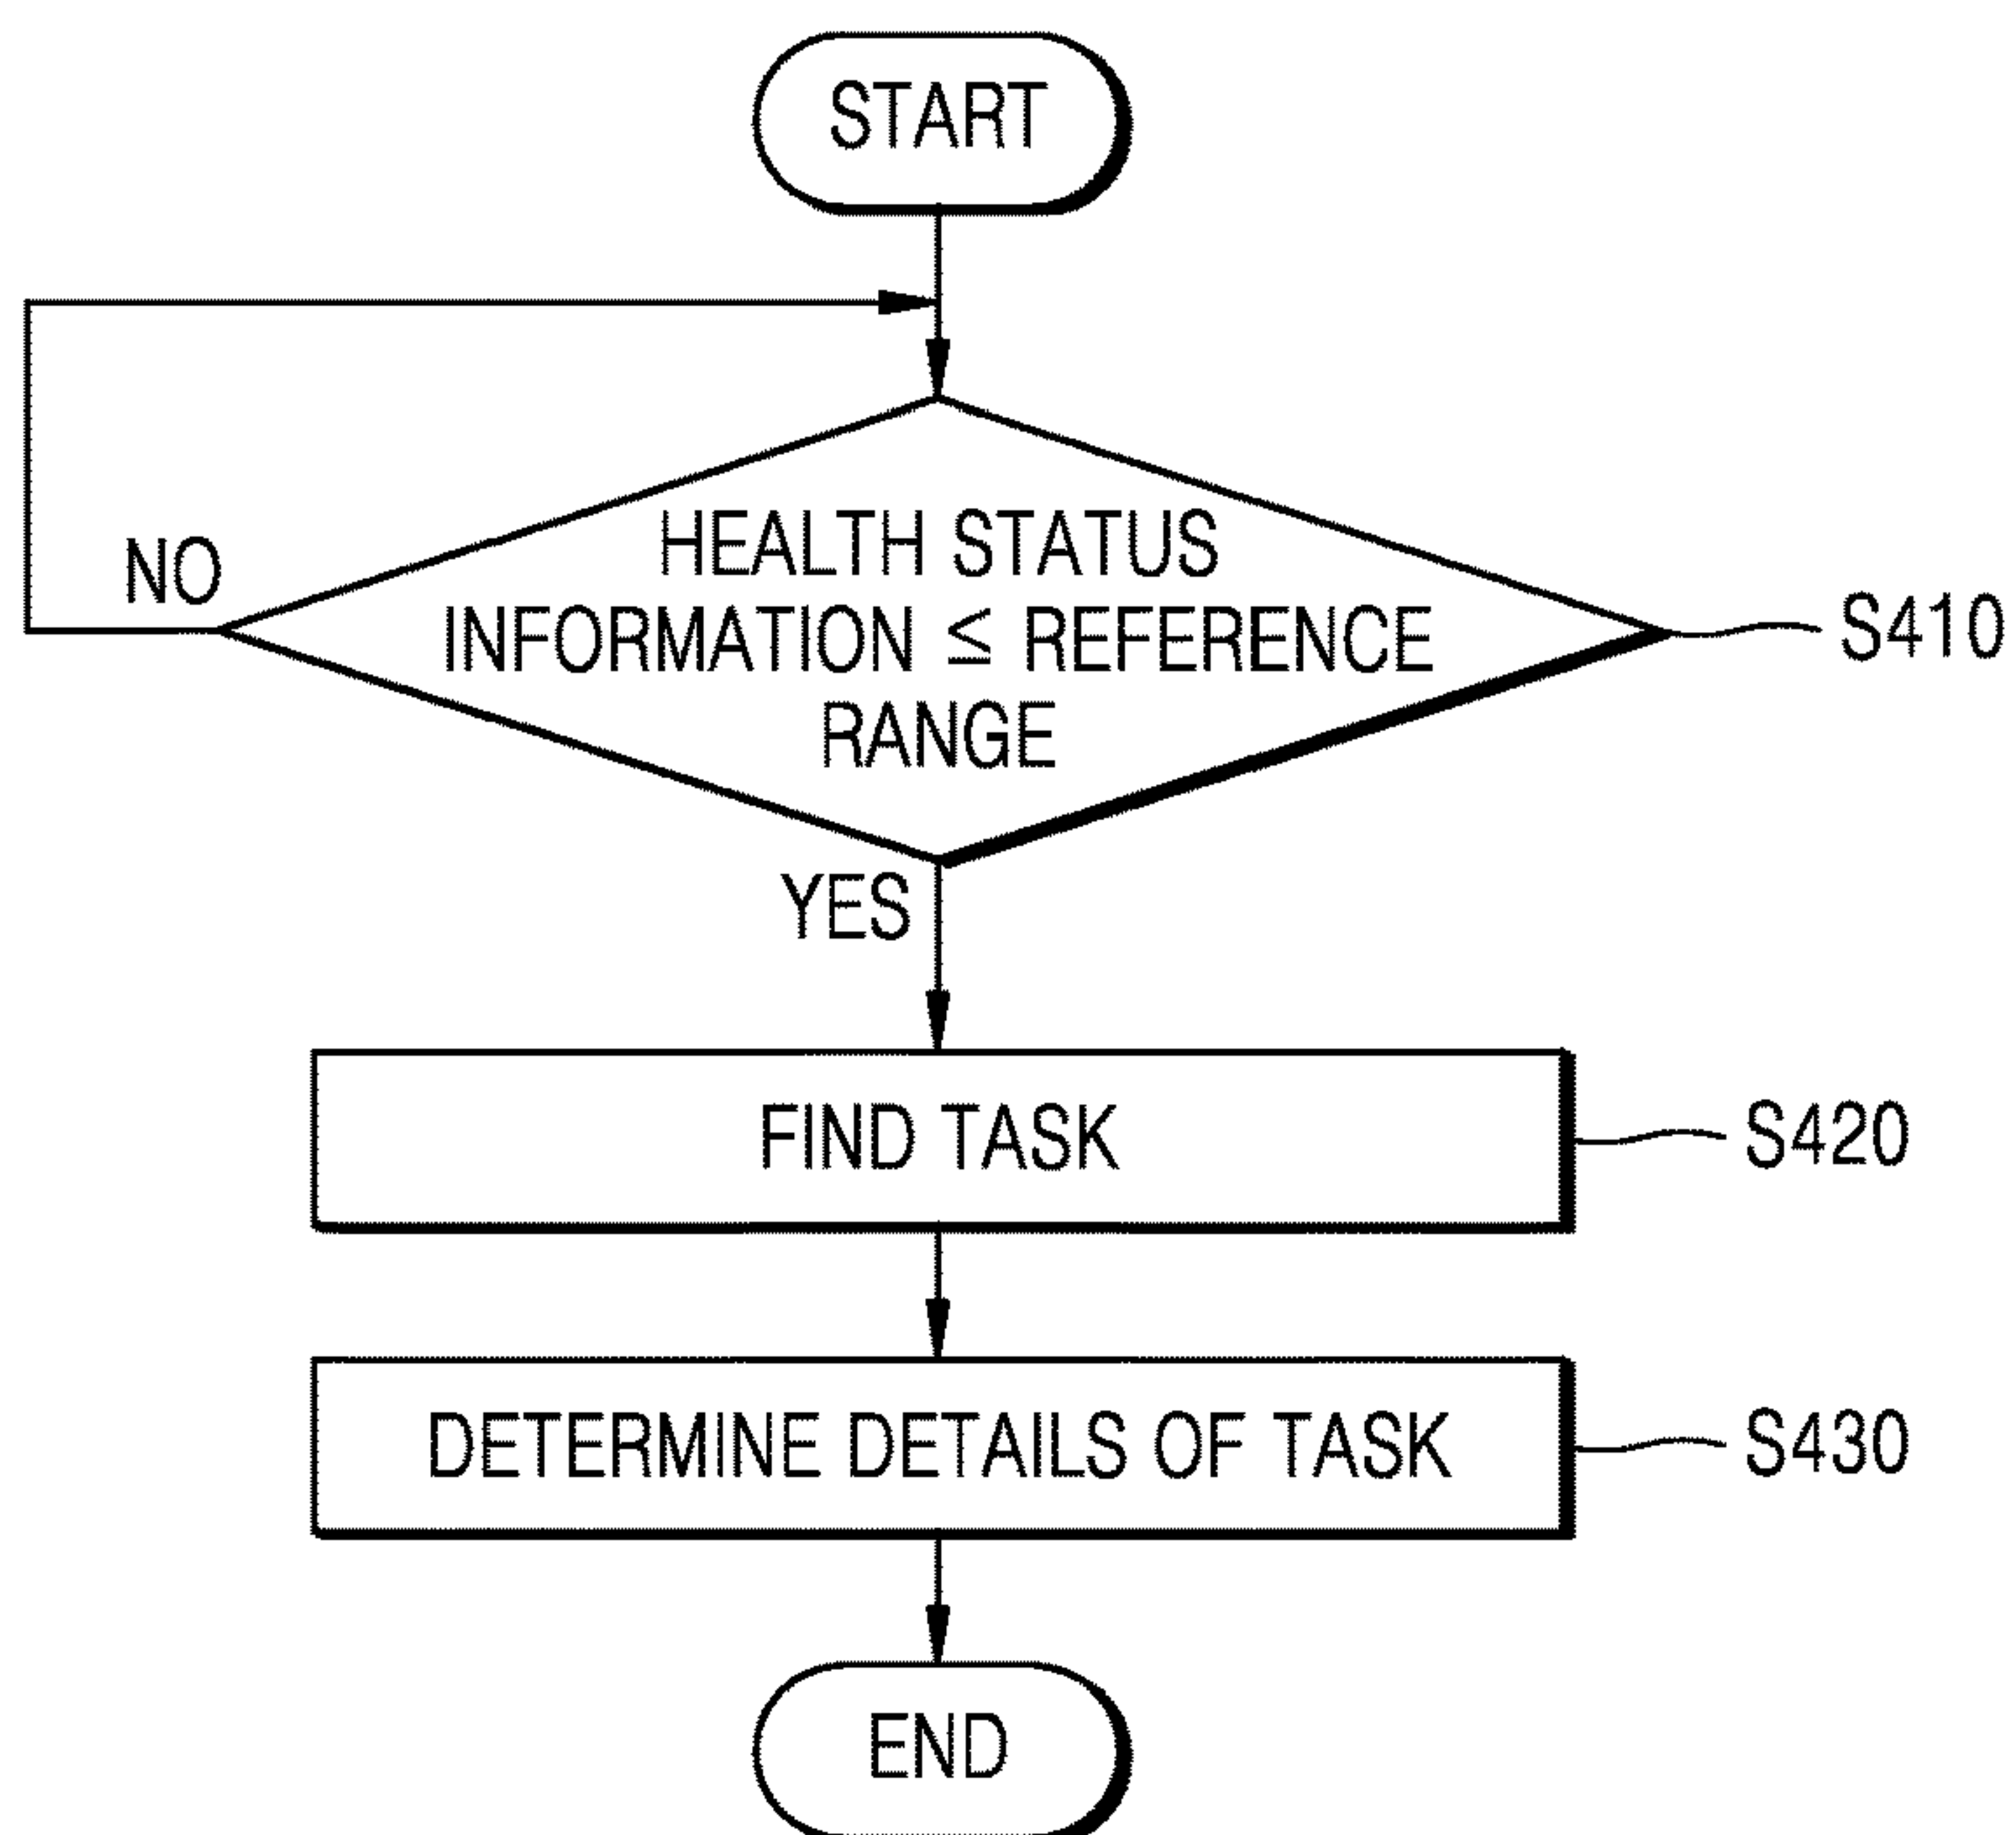 START
NO
HEALTH STATUS
INFORMATION ≤ REFERENCE
RANGE
S410
YES
FIND TASK
S420
DETERMINE DETAILS OF TASK
S430
END